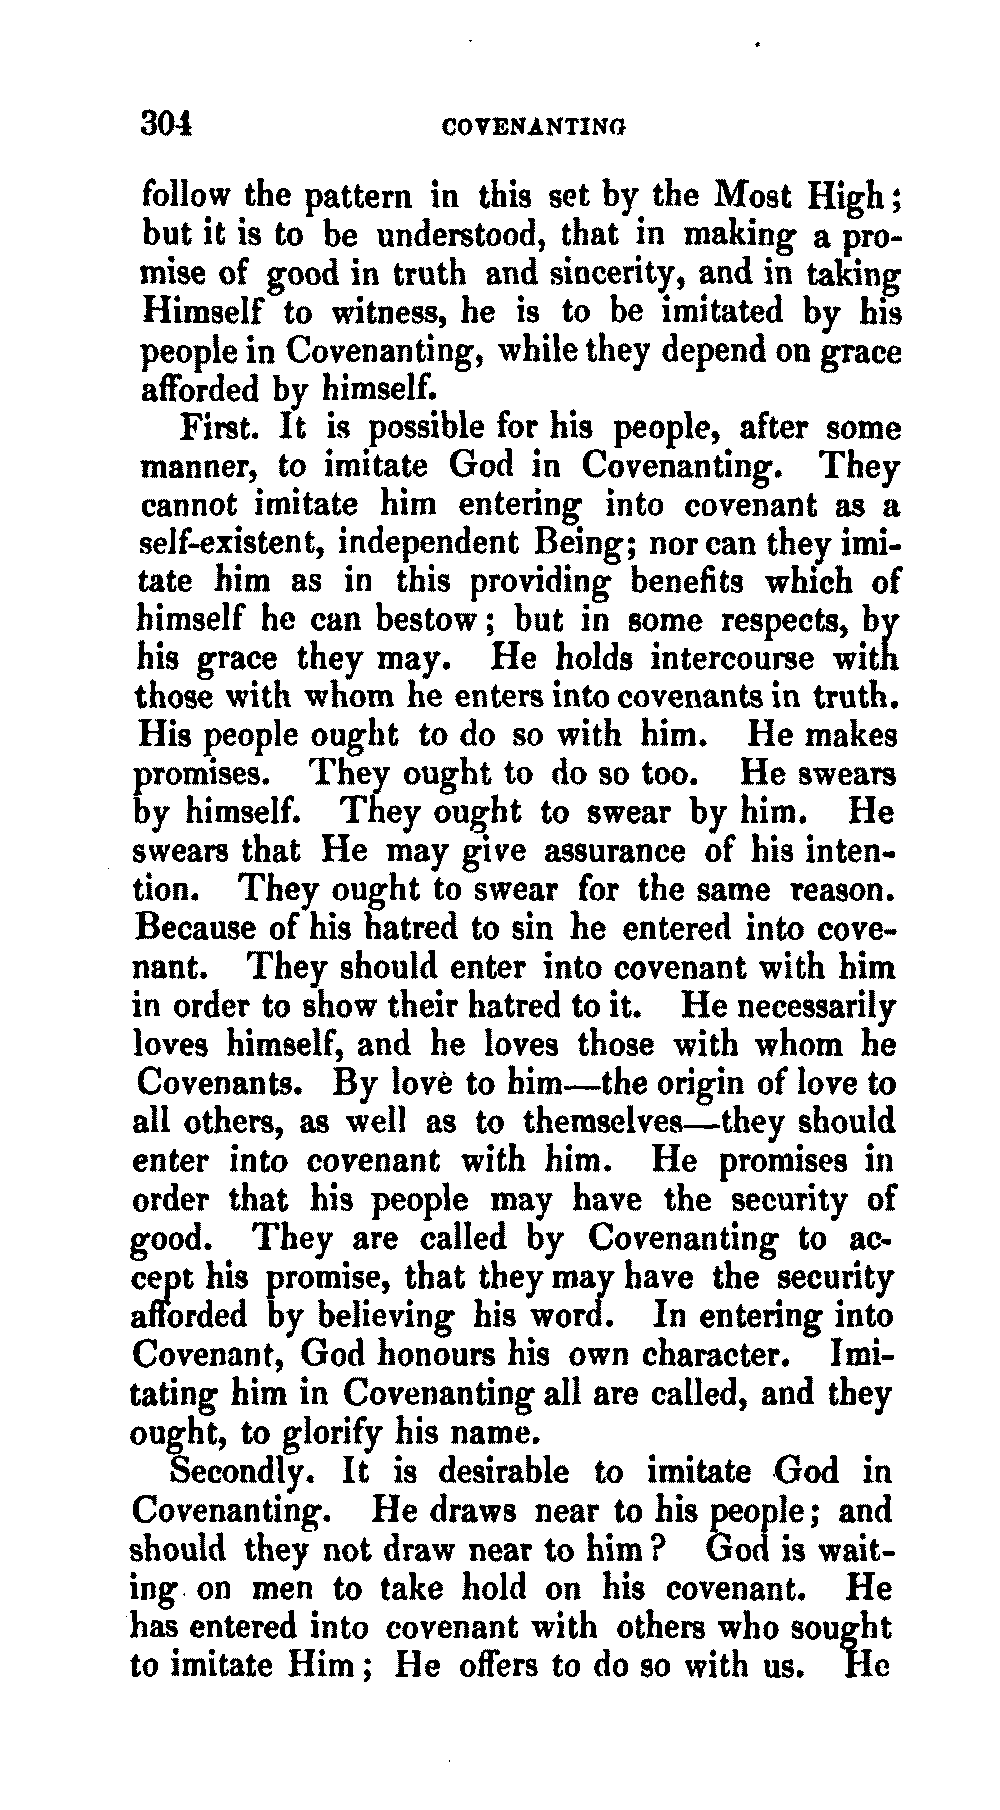 304 COVENANTING
follow the pattern in this set by the Most High;
but it is to be understood, that in making a pro-
mise of good in truth and sincerity, and in taking
Himself to witness, he is to be imitated by his
people in Covenanting, while they depend on grace
afforded by himself.
First. It is possible for his people, after some
manner, to imitate God in Covenanting. They
cannot imitate him entering into covenant as a
self-existent, independent Being; nor can they imi-
tate him as in this providing benefits which of
himself he can bestow; but in some respects, by
his grace they may. He holds intercourse with
those with whom he enters into covenants in truth.
His people ought to do so with him. He makes
promises. They ought to do so too. He swears
by himself. They ought to swear by him. He
swears that He may give assurance of his inten-
tion. They ought to swear for the same reason.
Because of his hatred to sin he entered into cove-
nant. They should enter into covenant with him
in order to show their hatred to it. He necessarily
loves himself, and he loves those with whom he
Covenants. By love to him—the origin of love to
all others, as well as to themselves—they should
enter into covenant with him. He promises in
order that his people may have the security of
good. They are called by Covenanting to ac-
cept his promise, that they may have the security
afforded by believing his word. In entering into
Covenant, God honours his own character. Imi-
tating him in Covenanting all are called, and they
ought, to glorify his name.
Secondly. It is desirable to imitate God in
Covenanting. He draws near to his people; and
should they not draw near to him? God is wait-
ing on men to take hold on his covenant. He
has entered into covenant with others who sought
to imitate Him; He offers to do so with us. He